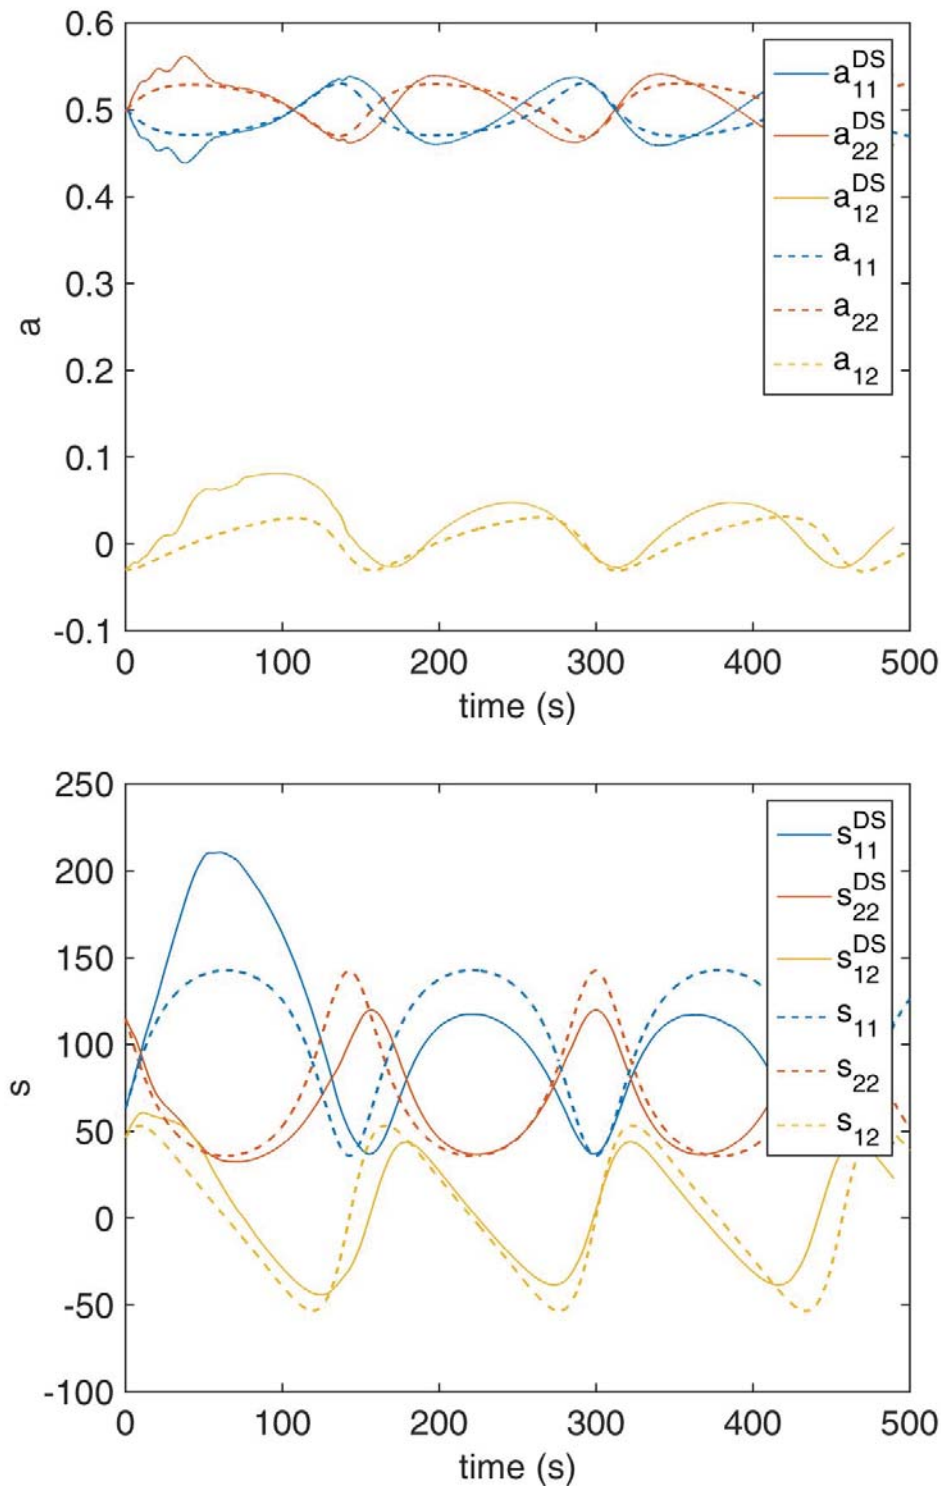 0.6
0.5
0.4
0.3
0.2
0.1
0
-0.1
a
0 100 200 300 400 500
time (s)
a₁₁ᴰˢ
a₂₂ᴰˢ
a₁₂ᴰˢ
a₁₁
a₂₂
a₁₂
250
200
150
100
50
0
-50
-100
s
0 100 200 300 400 500
time (s)
s₁₁ᴰˢ
s₂₂ᴰˢ
s₁₂ᴰˢ
s₁₁
s₂₂
s₁₂